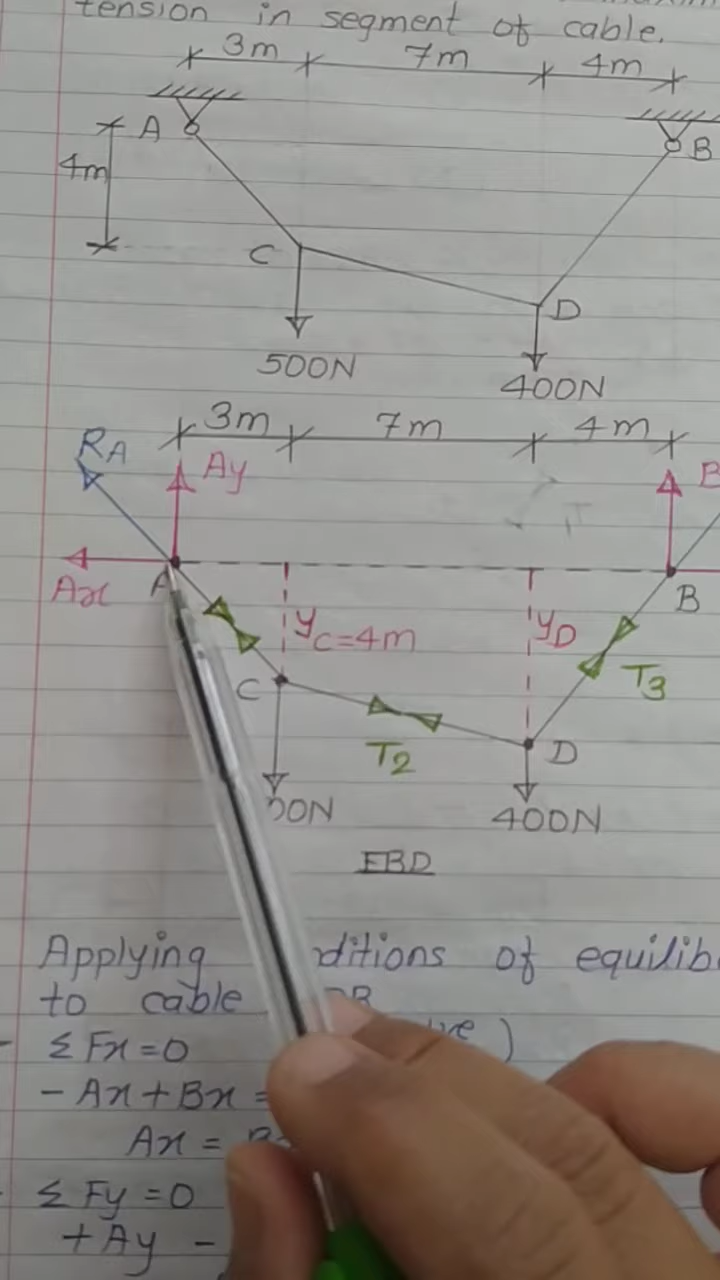 tension in segment of cable.
3m 7m 4m
A B
4m
C
D
500N
400N
3m 7m 4m
RA Ay
Ax A B
yC=4m yD
T3
C
T2 D
00N 400N
FBD
Applying ditions of equilib
to cable
ΣFx=0 ve)
-Ax+Bx=
Ax=
ΣFy=0
+Ay -